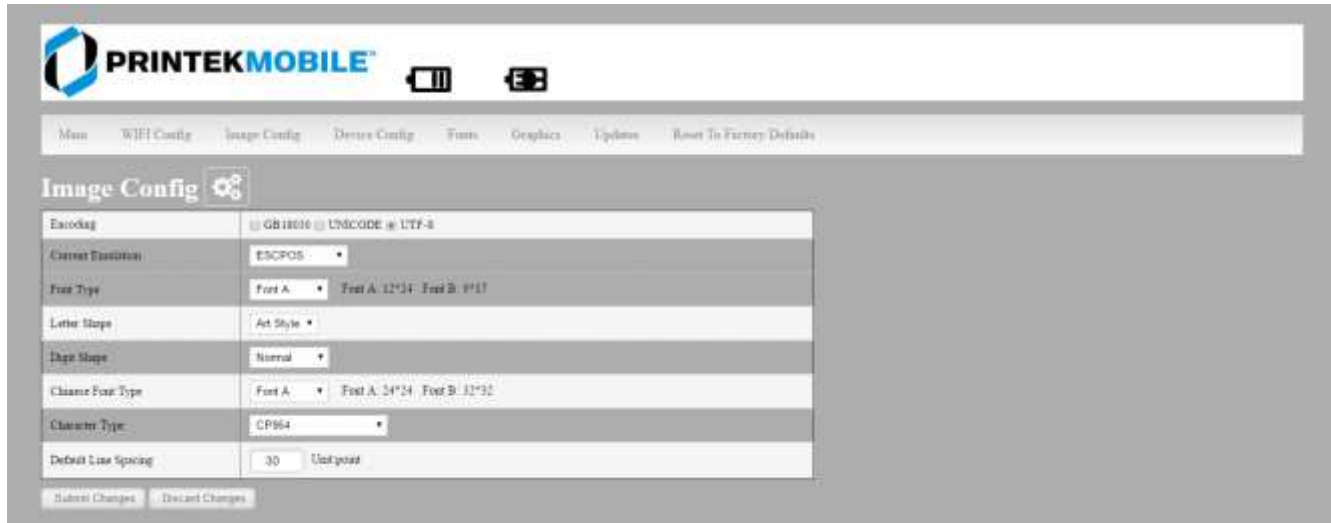 PRINTEKMOBILE™
Main WIFI Config Image Config Device Config Fonts Graphics Updates Reset To Factory Defaults
Image Config
Encoding GB18030 UNICODE UTF-8
Current Emulation ESCPOS
Font Type Font A Font A: 12*24 Font B: 9*17
Letter Shape Art Style
Digit Shape Normal
Chinese Font Type Font A Font A: 24*24 Font B: 32*32
Character Type: CP864
Default Line Spacing 30 Unit:point
Submit Changes Discard Changes